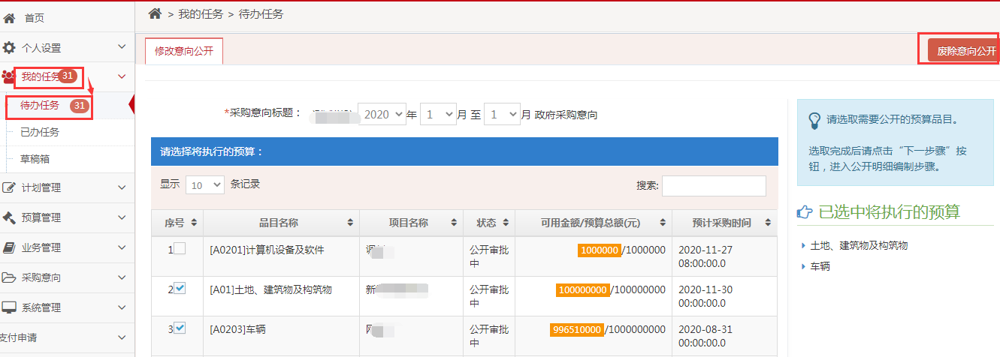 首页
个人设置
我的任务 31
待办任务 31
已办任务
草稿箱
计划管理
预算管理
业务管理
采购意向
系统管理
支付申请
> 我的任务 > 待办任务
修改意向公开
废除意向公开
*采购意向标题： 2020 年 1 月 至 1 月 政府采购意向
请选择将执行的预算：
显示 10 条记录
搜索:
序号 品目名称 项目名称 状态 可用金额/预算总额(元) 预计采购时间
1 [A0201]计算机设备及软件 公开审批 1000000/1000000 2020-11-27
中 08:00:00.0
2 [A01]土地、建筑物及构筑物 新 公开审批 100000000/100000000 2020-11-30
中 00:00:00.0
3 [A0203]车辆 公开审批 996510000/1000000000 2020-08-31
中 00:00:00.0
请选取需要公开的预算品目。
选取完成后请点击“下一步骤”按
钮，进入公开明细编制步骤。
已选中将执行的预算
土地、建筑物及构筑物
车辆